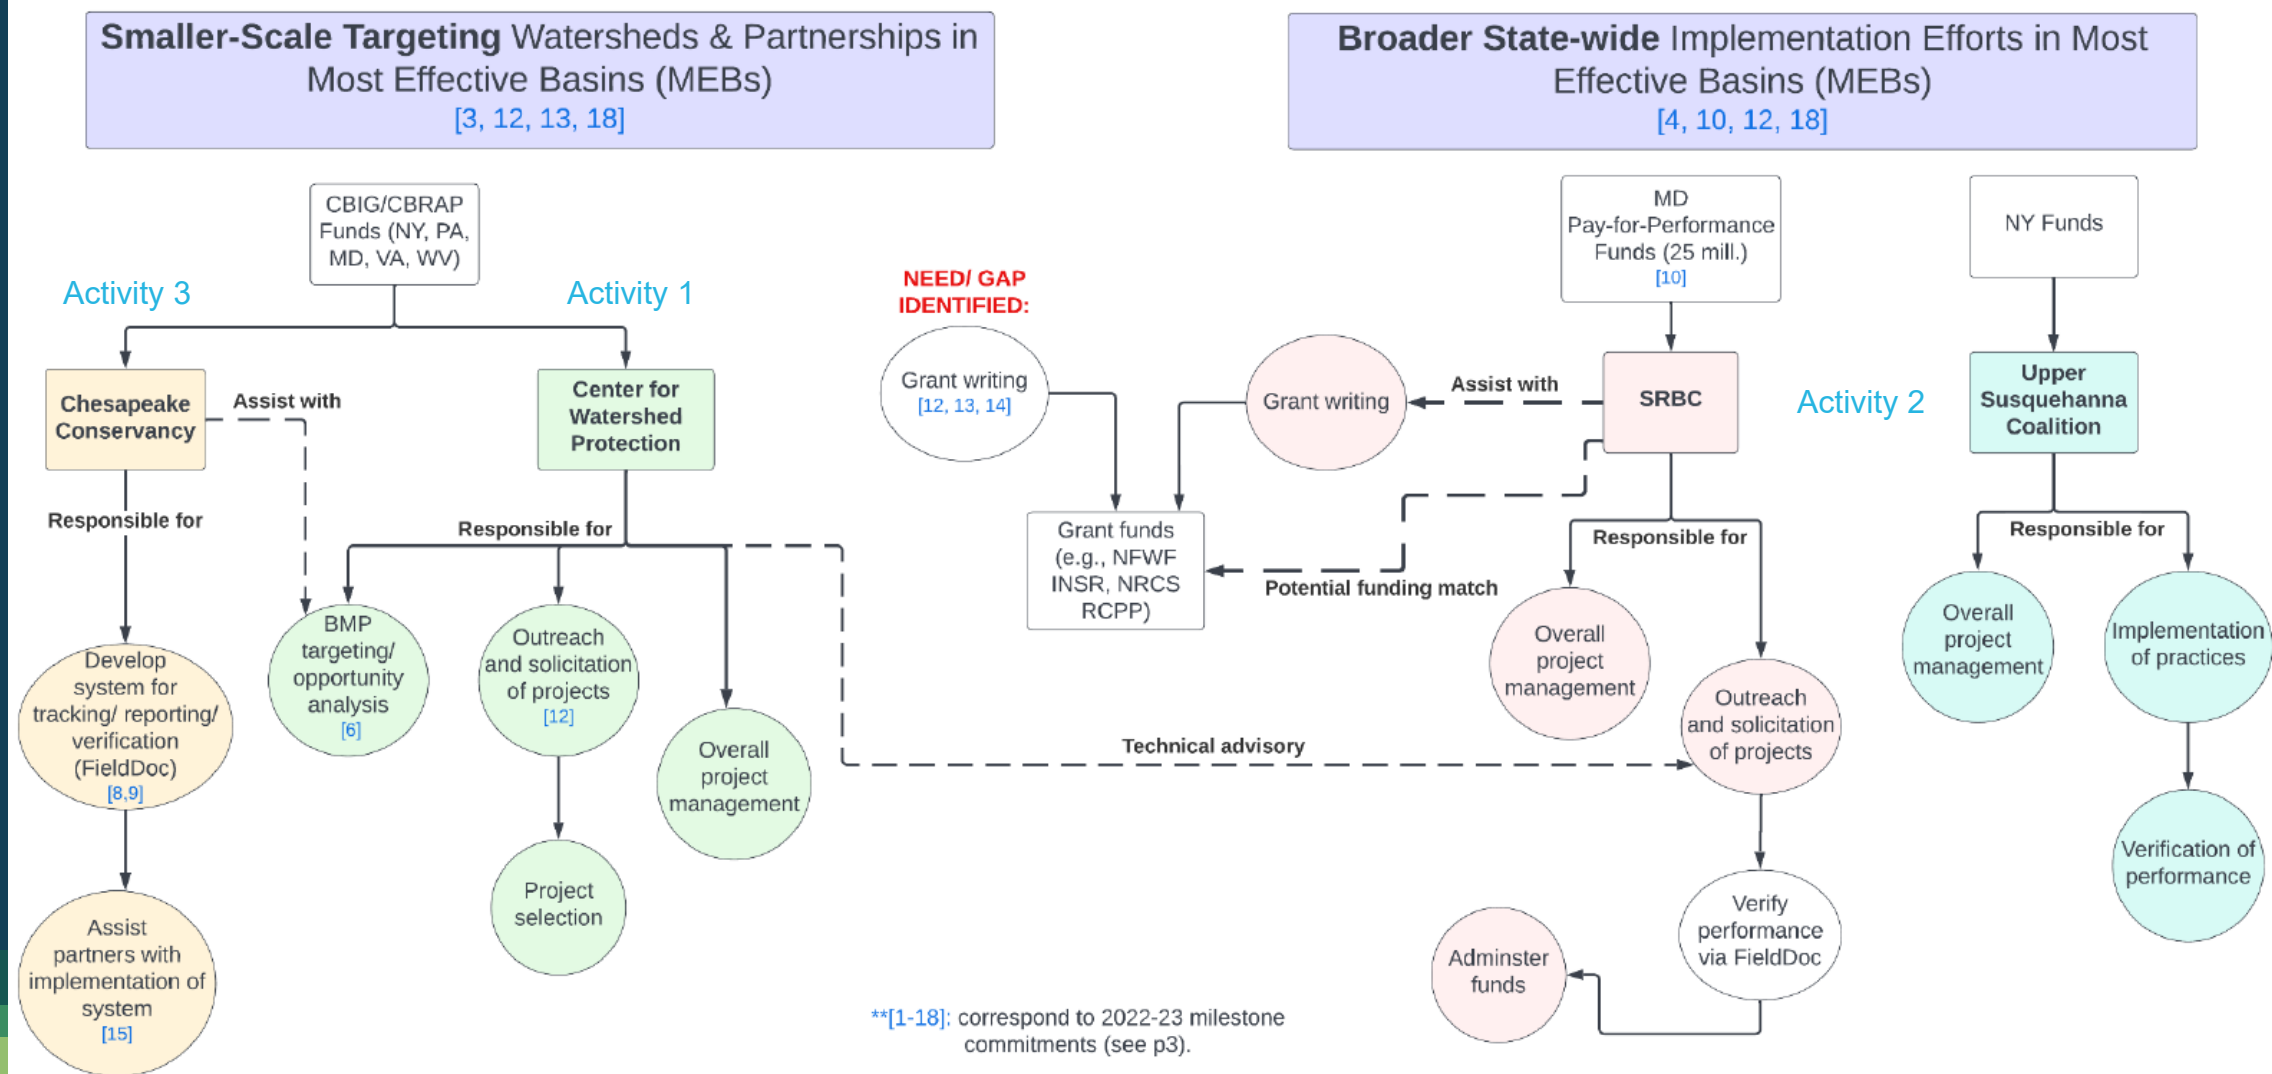 Smaller-Scale Targeting Watersheds & Partnerships in
Most Effective Basins (MEBs)
[3, 12, 13, 18]
Broader State-wide Implementation Efforts in Most
Effective Basins (MEBs)
[4, 10, 12, 18]
CBIG/CBRAP
Funds (NY, PA,
MD, VA, WV)
Activity 3
Activity 1
Chesapeake
Conservancy
Assist with
Center for
Watershed
Protection
Responsible for
Responsible for
Develop
system for
tracking/ reporting/
verification
(FieldDoc)
[8,9]
Assist
partners with
implementation of
system
[15]
BMP
targeting/
opportunity
analysis
[6]
Outreach
and solicitation
of projects
[12]
Project
selection
Overall
project
management
NEED/ GAP
IDENTIFIED:
Grant writing
[12, 13, 14]
Grant writing
Assist with
Grant funds
(e.g., NFWF
INSR, NRCS
RCPP)
Potential funding match
Technical advisory
MD
Pay-for-Performance
Funds (25 mill.)
[10]
SRBC
Responsible for
Overall
project
management
Outreach
and solicitation
of projects
Verify
performance
via FieldDoc
Adminster
funds
Activity 2
NY Funds
Upper
Susquehanna
Coalition
Responsible for
Overall
project
management
Implementation
of practices
Verification of
performance
**[1-18]: correspond to 2022-23 milestone
commitments (see p3).